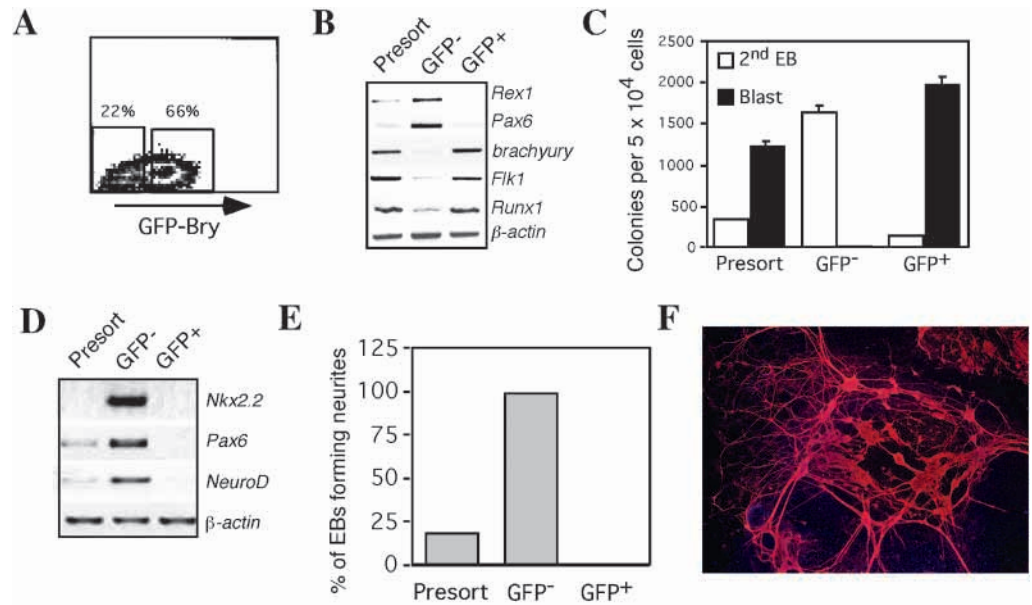 A
22%
66%
GFP-Bry
B
Presort
GFP-
GFP+
Rex1
Pax6
brachyury
Flk1
Runx1
β-actin
C
Colonies per 5 x 10⁴ cells
2500
2000
1500
1000
500
0
2nd EB
Blast
Presort
GFP-
GFP+
D
Presort
GFP-
GFP+
Nkx2.2
Pax6
NeuroD
β-actin
E
% of EBs forming neurites
125
100
75
50
25
0
Presort
GFP-
GFP+
F